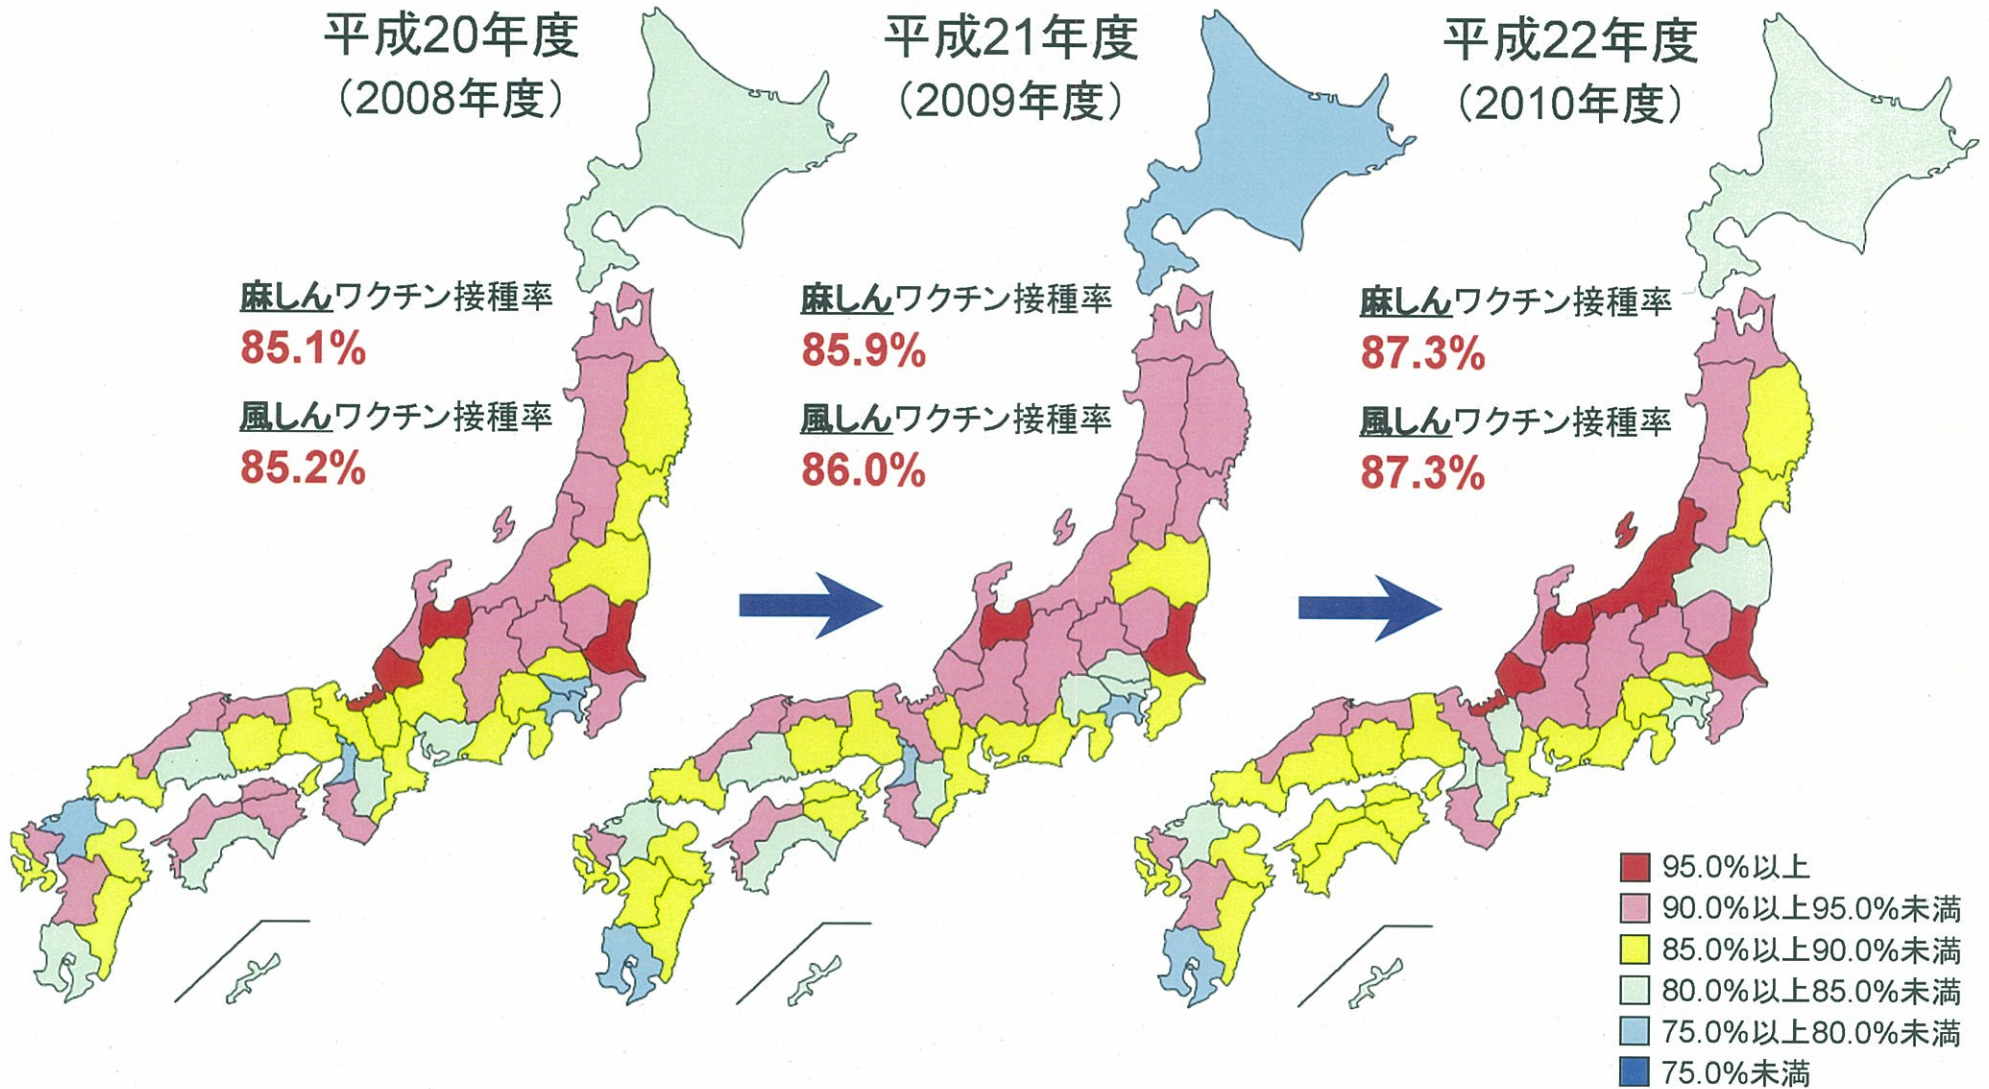 平成20年度
（2008年度）
麻しんワクチン接種率
85.1%
風しんワクチン接種率
85.2%
平成21年度
（2009年度）
麻しんワクチン接種率
85.9%
風しんワクチン接種率
86.0%
平成22年度
（2010年度）
麻しんワクチン接種率
87.3%
風しんワクチン接種率
87.3%
95.0%以上
90.0%以上95.0%未満
85.0%以上90.0%未満
80.0%以上85.0%未満
75.0%以上80.0%未満
75.0%未満